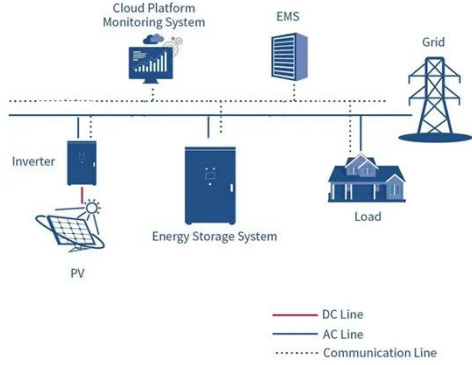 Cloud Platform
Monitoring System
EMS
Grid
Inverter
Load
Energy Storage System
PV
DC Line
AC Line
Communication Line